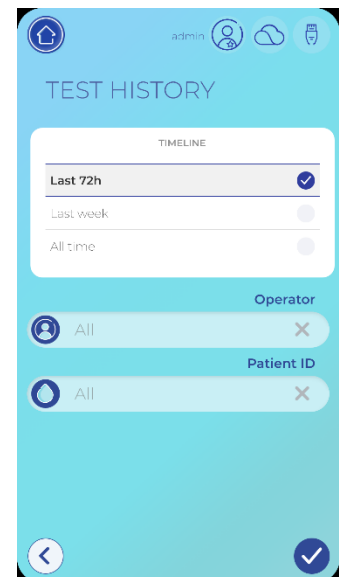 admin
TEST HISTORY
TIMELINE
Last 72h
Last week
All time
Operator
All
Patient ID
All